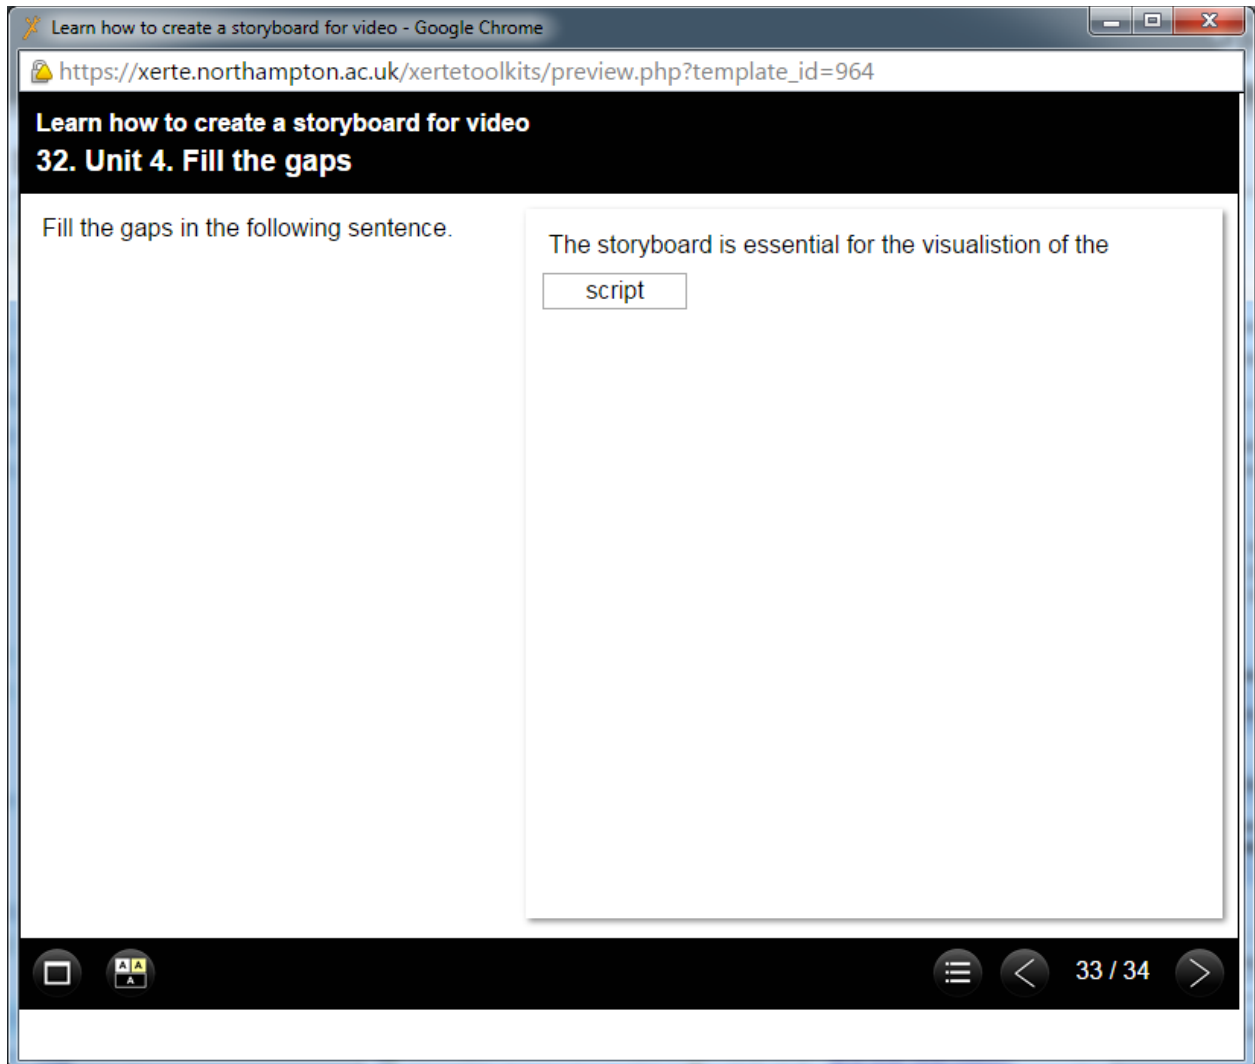 Learn how to create a storyboard for video - Google Chrome
https://xerte.northampton.ac.uk/xertetoolkits/preview.php?template_id=964
Learn how to create a storyboard for video
32. Unit 4. Fill the gaps
Fill the gaps in the following sentence.
The storyboard is essential for the visualistion of the
script
A A
A
33 / 34